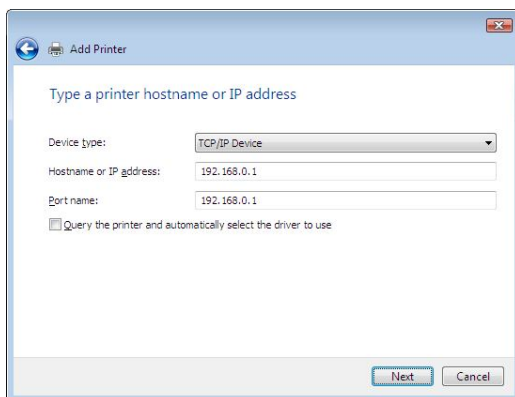 Add Printer
Type a printer hostname or IP address
Device type: TCP/IP Device
Hostname or IP address: 192.168.0.1
Port name: 192.168.0.1
Query the printer and automatically select the driver to use
Next Cancel